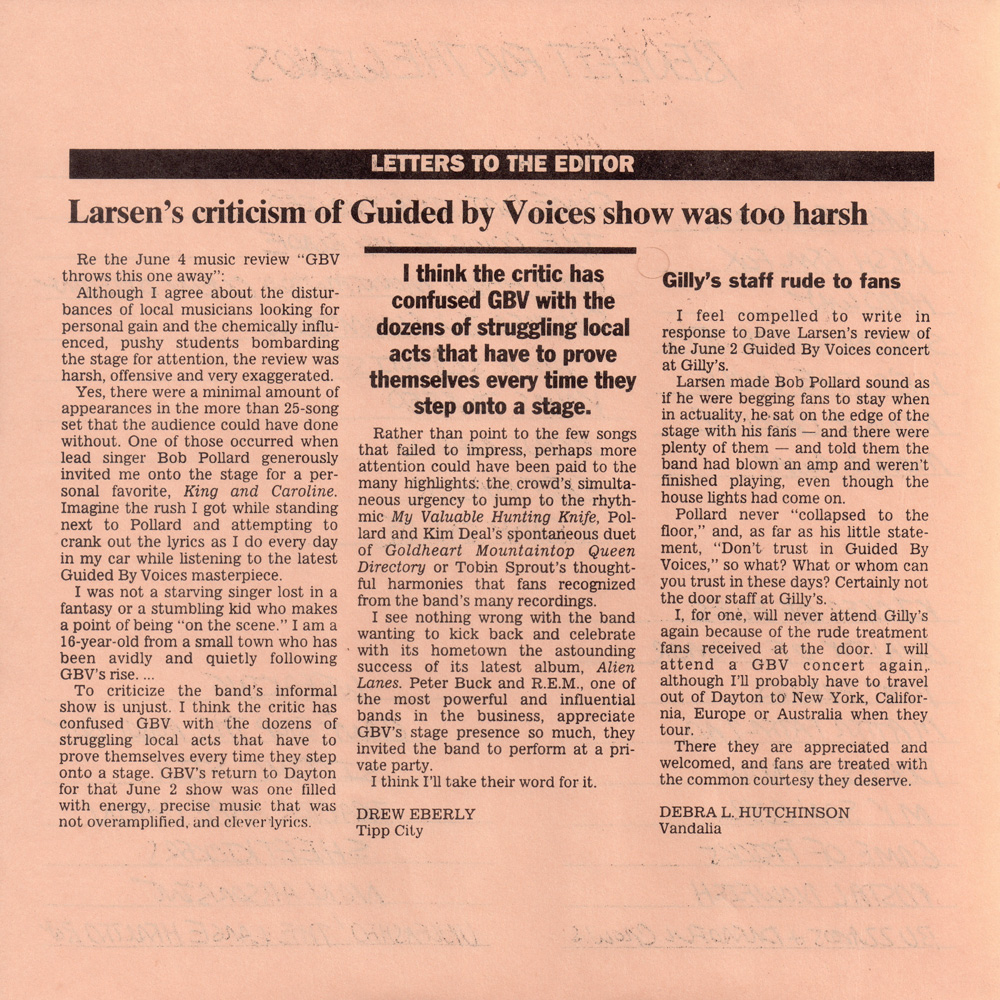 LETTERS TO THE EDITOR
Larsen's criticism of Guided by Voices show was too harsh
Re the June 4 music review “GBV
throws this one away”:
Although I agree about the distur-
bances of local musicians looking for
personal gain and the chemically influ-
enced, pushy students bombarding
the stage for attention, the review was
harsh, offensive and very exaggerated.
Yes, there were a minimal amount of
appearances in the more than 25-song
set that the audience could have done
without. One of those occurred when
lead singer Bob Pollard generously
invited me onto the stage for a per-
sonal favorite, King and Caroline.
Imagine the rush I got while standing
next to Pollard and attempting to
crank out the lyrics as I do every day
in my car while listening to the latest
Guided By Voices masterpiece.
I was not a starving singer lost in a
fantasy or a stumbling kid who makes
a point of being “on the scene.” I am a
16-year-old from a small town who has
been avidly and quietly following
GBV's rise. ...
To criticize the band's informal
show is unjust. I think the critic has
confused GBV with the dozens of
struggling local acts that have to
prove themselves every time they step
onto a stage. GBV's return to Dayton
for that June 2 show was one filled
with energy, precise music that was
not overamplified, and clever lyrics.
I think the critic has
confused GBV with the
dozens of struggling local
acts that have to prove
themselves every time they
step onto a stage.
Rather than point to the few songs
that failed to impress, perhaps more
attention could have been paid to the
many highlights: the crowd's simulta-
neous urgency to jump to the rhyth-
mic My Valuable Hunting Knife, Pol-
lard and Kim Deal's spontaneous duet
of Goldheart Mountaintop Queen
Directory or Tobin Sprout's thought-
ful harmonies that fans recognized
from the band's many recordings.
I see nothing wrong with the band
wanting to kick back and celebrate
with its hometown the astounding
success of its latest album, Alien
Lanes. Peter Buck and R.E.M., one of
the most powerful and influential
bands in the business, appreciate
GBV's stage presence so much, they
invited the band to perform at a pri-
vate party.
I think I'll take their word for it.
DREW EBERLY
Tipp City
Gilly's staff rude to fans
I feel compelled to write in
response to Dave Larsen's review of
the June 2 Guided By Voices concert
at Gilly's.
Larsen made Bob Pollard sound as
if he were begging fans to stay when
in actuality, he sat on the edge of the
stage with his fans — and there were
plenty of them — and told them the
band had blown an amp and weren't
finished playing, even though the
house lights had come on.
Pollard never “collapsed to the
floor,” and, as far as his little state-
ment, “Don't trust in Guided By
Voices,” so what? What or whom can
you trust in these days? Certainly not
the door staff at Gilly's.
I, for one, will never attend Gilly's
again because of the rude treatment
fans received at the door. I will
attend a GBV concert again,
although I'll probably have to travel
out of Dayton to New York, Califor-
nia, Europe or Australia when they
tour.
There they are appreciated and
welcomed, and fans are treated with
the common courtesy they deserve.
DEBRA L. HUTCHINSON
Vandalia